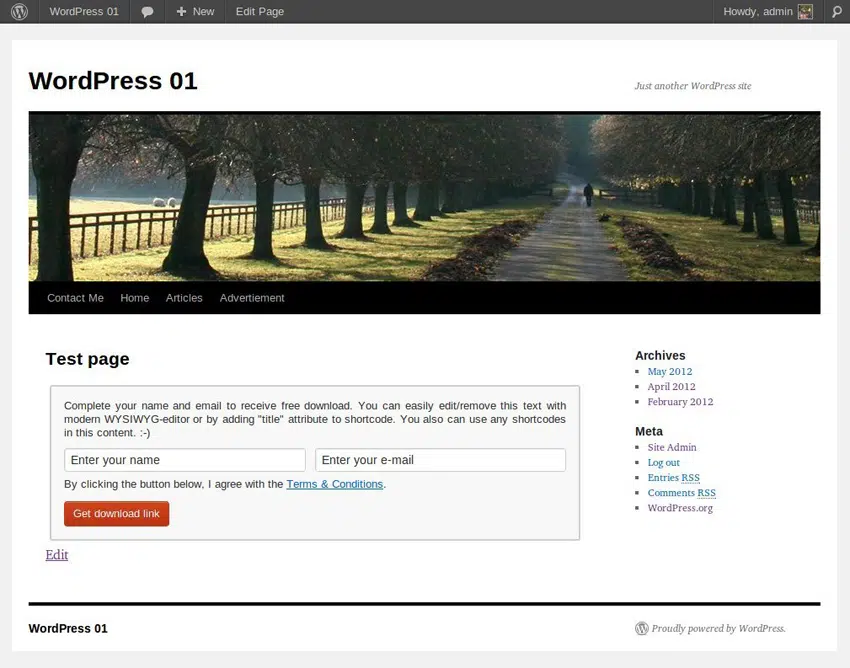 WordPress 01 New Edit Page Howdy, admin
WordPress 01
Just another WordPress site
Contact Me Home Articles Advertiement
Test page
Complete your name and email to receive free download. You can easily edit/remove this text with
modern WYSIWYG-editor or by adding "title" attribute to shortcode. You also can use any shortcodes
in this content. :-)
Enter your name Enter your e-mail
By clicking the button below, I agree with the Terms & Conditions.
Get download link
Edit
Archives
May 2012
April 2012
February 2012
Meta
Site Admin
Log out
Entries RSS
Comments RSS
WordPress.org
WordPress 01
Proudly powered by WordPress.